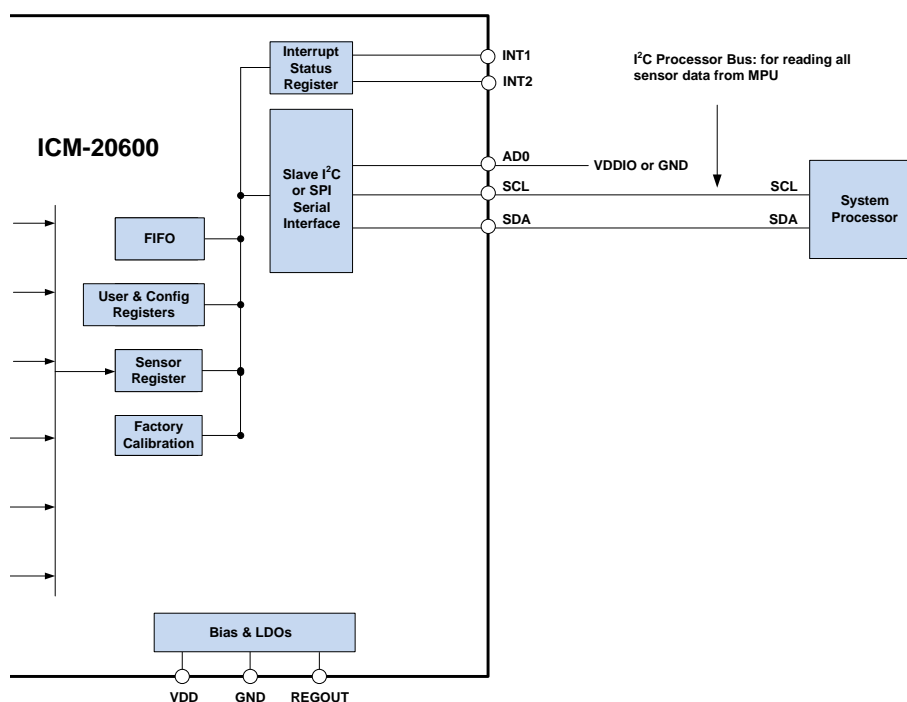 Interrupt
Status
Register
INT1
INT2
I²C Processor Bus: for reading all
sensor data from MPU
ICM-20600
Slave I²C
or SPI
Serial
Interface
AD0
VDDIO or GND
SCL
SCL
SDA
SDA
System
Processor
FIFO
User & Config
Registers
Sensor
Register
Factory
Calibration
Bias & LDOs
VDD
GND
REGOUT